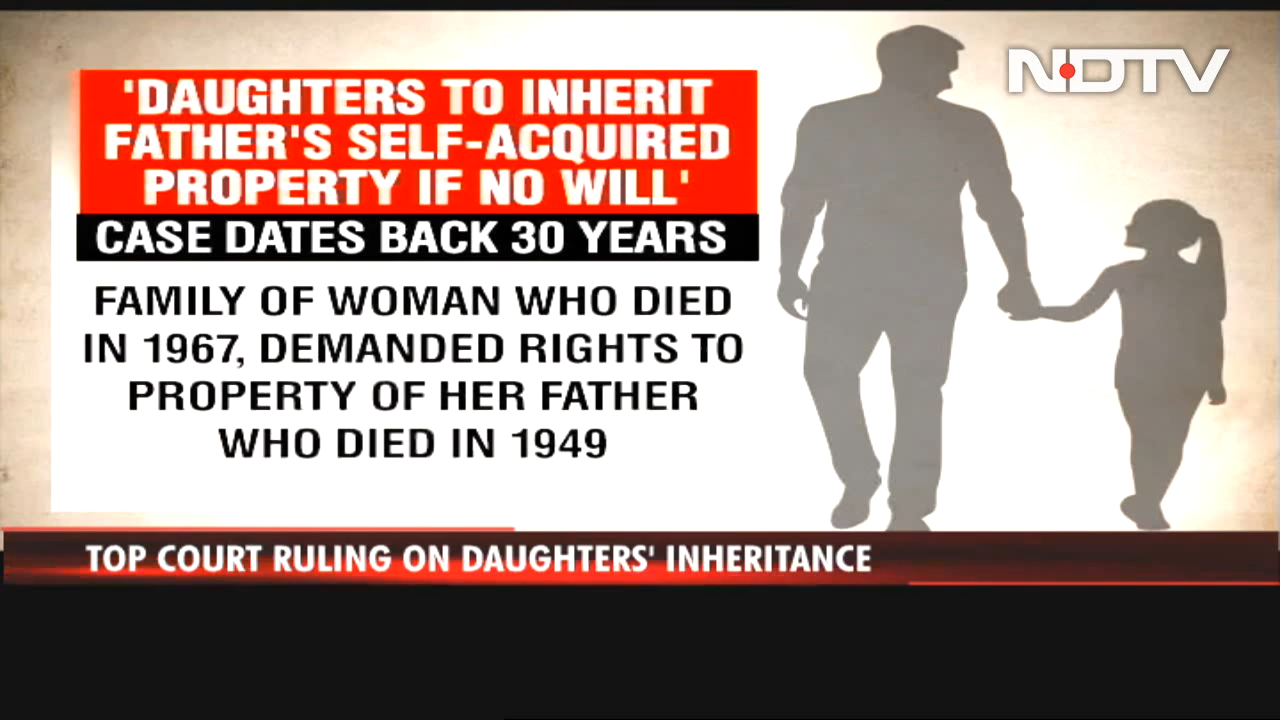 NDTV
'DAUGHTERS TO INHERIT
FATHER'S SELF-ACQUIRED
PROPERTY IF NO WILL'
CASE DATES BACK 30 YEARS
FAMILY OF WOMAN WHO DIED
IN 1967, DEMANDED RIGHTS TO
PROPERTY OF HER FATHER
WHO DIED IN 1949
TOP COURT RULING ON DAUGHTERS' INHERITANCE